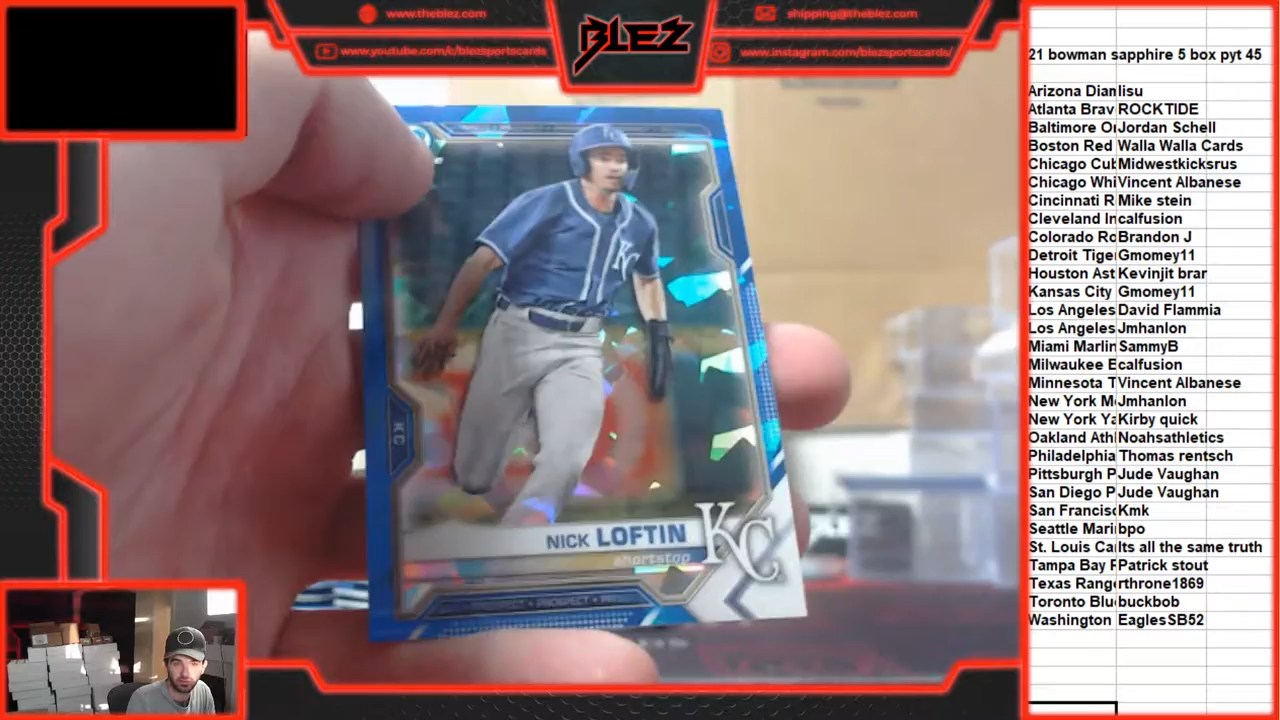 www.theblez.com
shipping@theblez.com
BLEZ
www.youtube.com/c/blezsportscards
www.instagram.com/blezsportscards/
21 bowman sapphire 5 box pyt 45
Arizona Diam lisu
Atlanta Brav ROCKTIDE
Baltimore Or Jordan Schell
Boston Red Walla Walla Cards
Chicago Cub Midwestkicksrus
Chicago Whi Vincent Albanese
Cincinnati R Mike stein
Cleveland In calfusion
Colorado Ro Brandon J
Detroit Tige Gmomey11
Houston Ast Kevinjit brar
Kansas City Gmomey11
Los Angeles David Flammia
Los Angeles Jmhanlon
Miami Marlin SammyB
Milwaukee B calfusion
Minnesota T Vincent Albanese
New York M Jmhanlon
New York Ya Kirby quick
Oakland Ath Noahsathletics
Philadelphia Thomas rentsch
Pittsburgh P Jude Vaughan
San Diego P Jude Vaughan
San Francisc Kmk
Seattle Mari bpo
St. Louis Ca Its all the same truth
Tampa Bay R Patrick stout
Texas Range rthrone1869
Toronto Blu buckbob
Washington EaglesSB52
KC
KC
NICK LOFTIN
shortstop
KC
PROSPECT